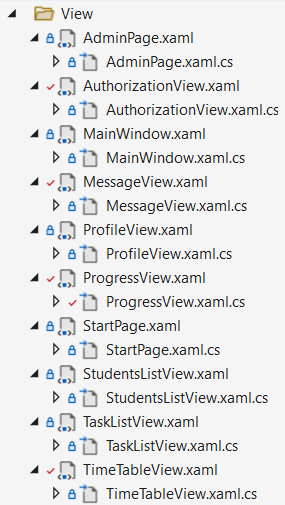 View
AdminPage.xaml
AdminPage.xaml.cs
AuthorizationView.xaml
AuthorizationView.xaml.cs
MainWindow.xaml
MainWindow.xaml.cs
MessageView.xaml
MessageView.xaml.cs
ProfileView.xaml
ProfileView.xaml.cs
ProgressView.xaml
ProgressView.xaml.cs
StartPage.xaml
StartPage.xaml.cs
StudentsListView.xaml
StudentsListView.xaml.cs
TaskListView.xaml
TaskListView.xaml.cs
TimeTableView.xaml
TimeTableView.xaml.cs